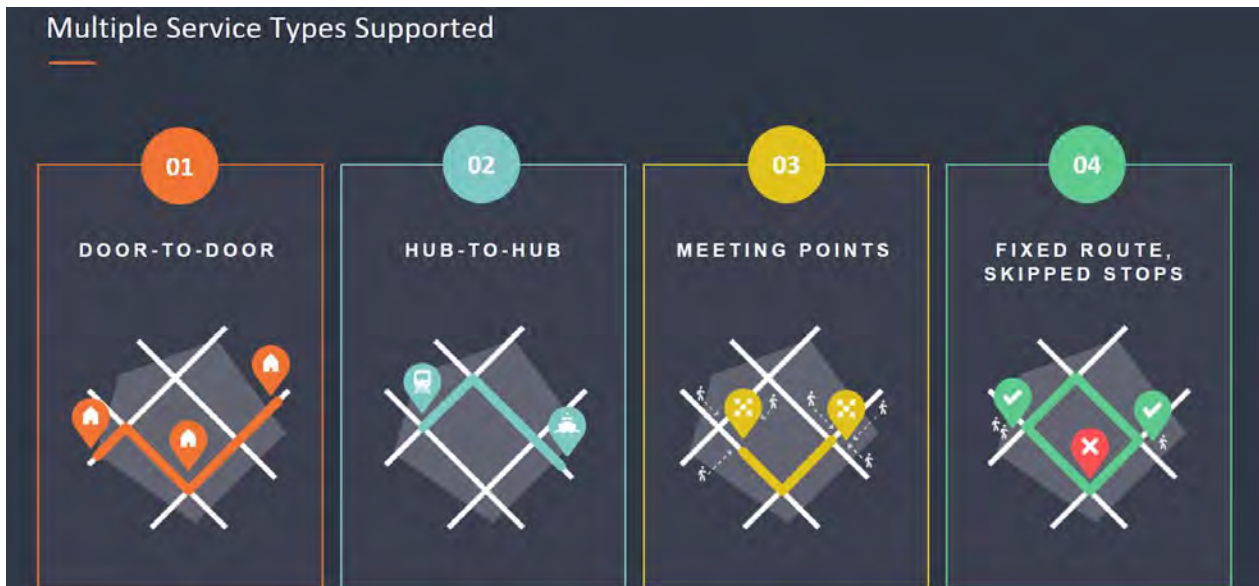 Multiple Service Types Supported
01
DOOR-TO-DOOR
02
HUB-TO-HUB
03
MEETING POINTS
04
FIXED ROUTE,
SKIPPED STOPS